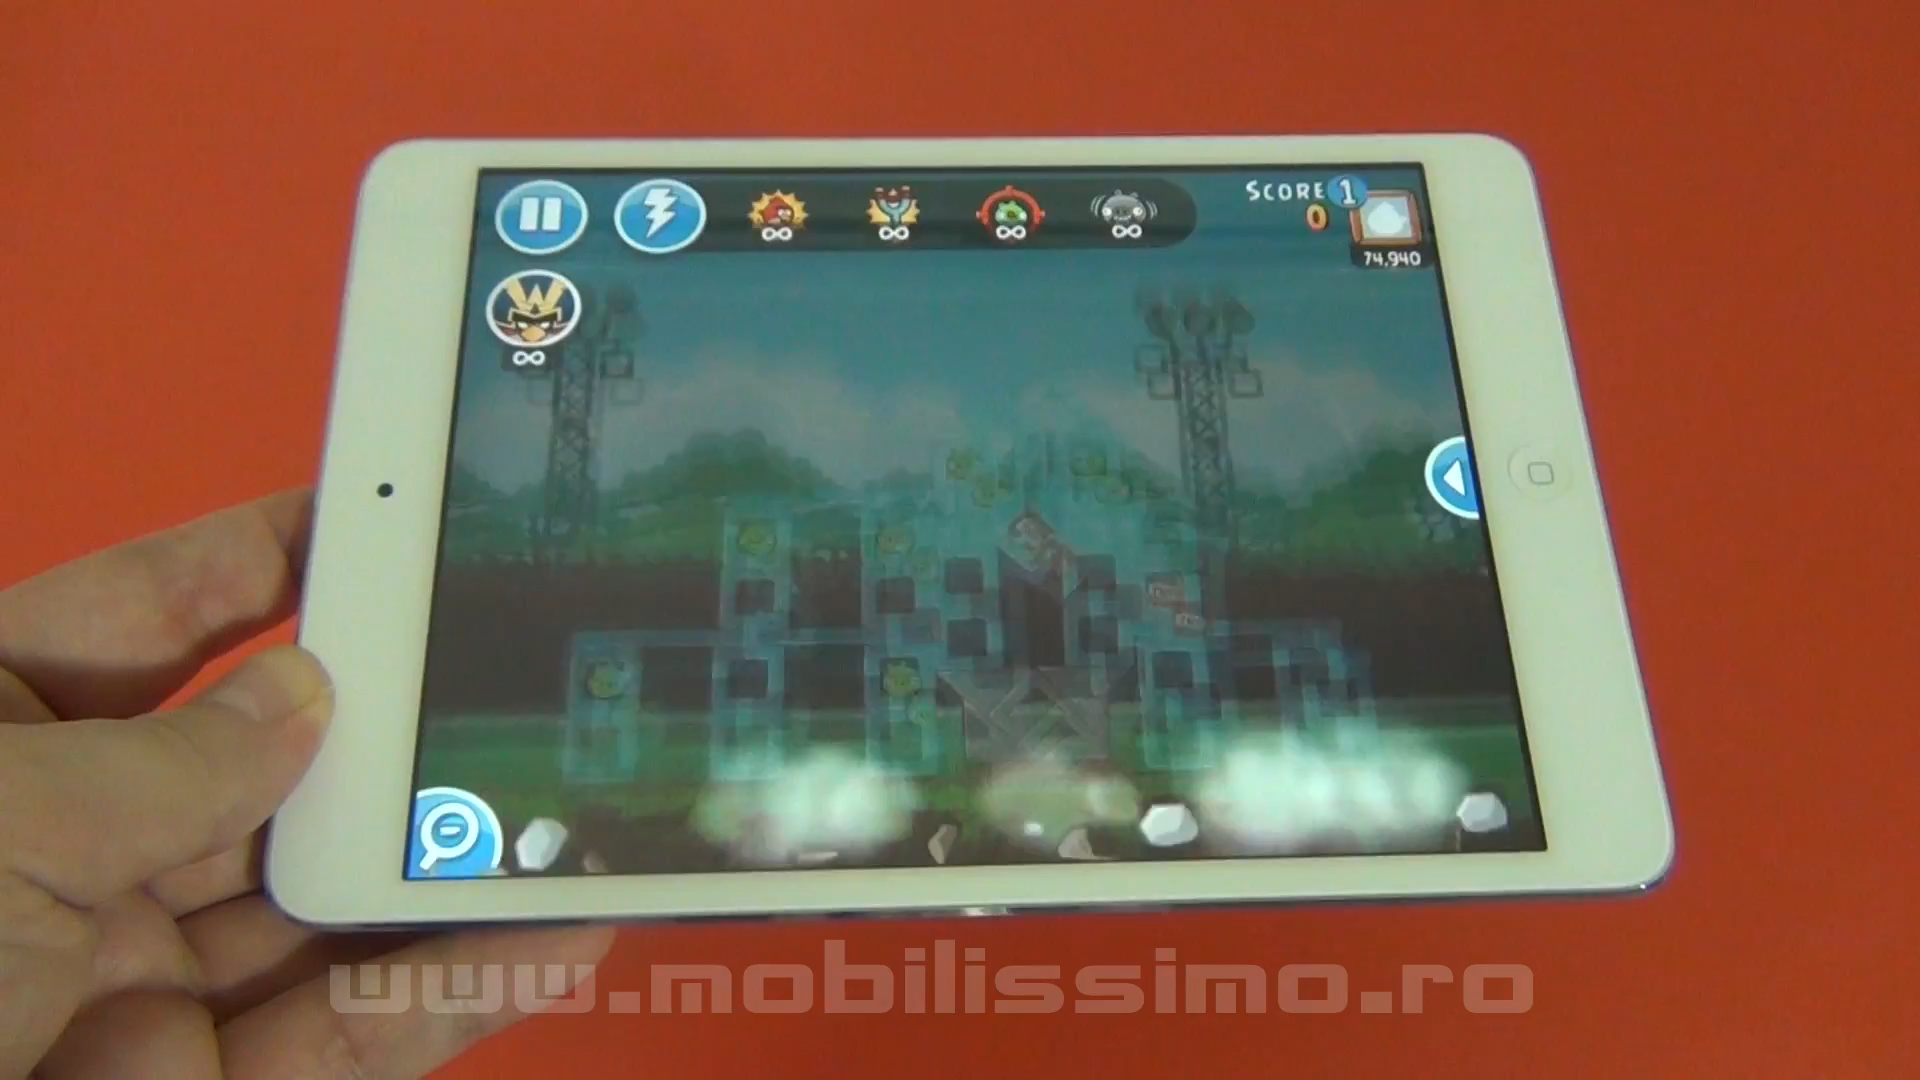 SCORE 1
0
74,940
∞ ∞ ∞ ∞
W
∞
www.mobilissimo.ro